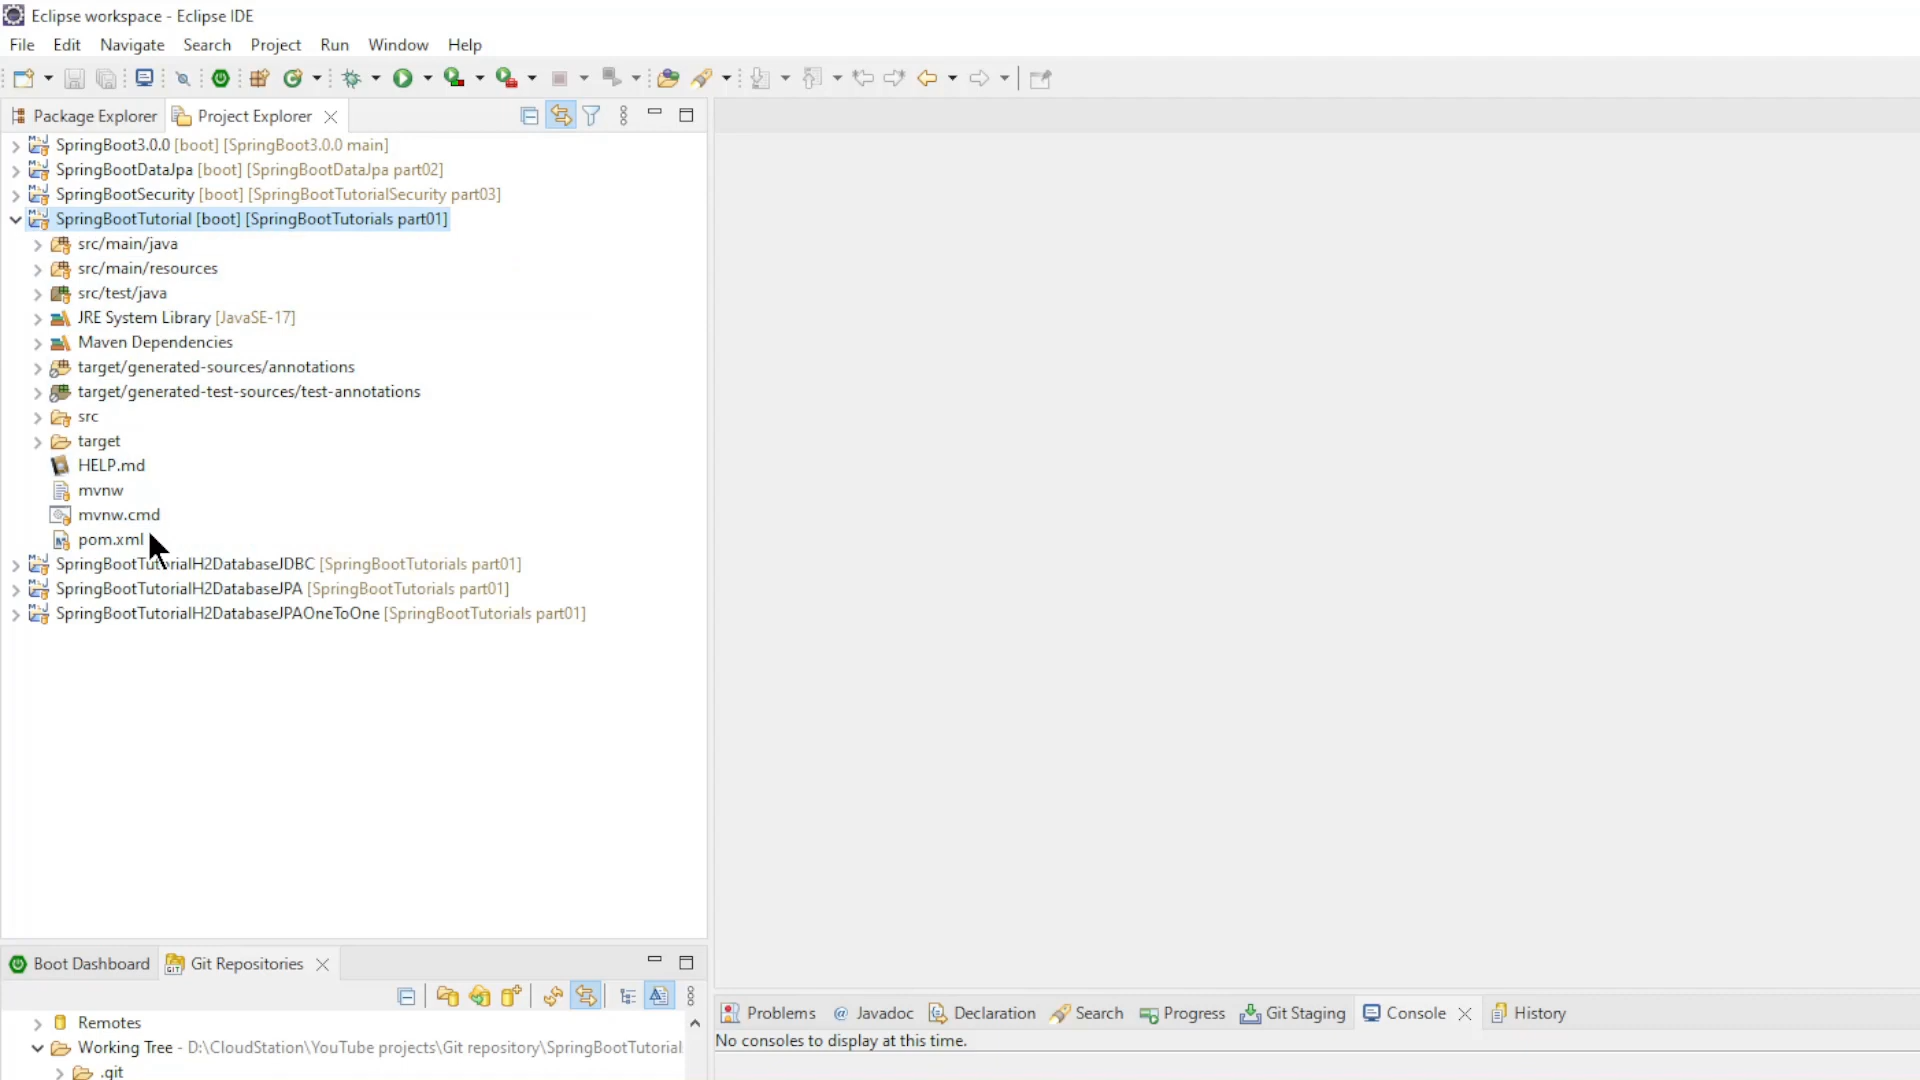 Eclipse workspace - Eclipse IDE
File Edit Navigate Search Project Run Window Help
Package Explorer Project Explorer
SpringBoot3.0.0 [boot] [SpringBoot3.0.0 main]
SpringBootDataJpa [boot] [SpringBootDataJpa part02]
SpringBootSecurity [boot] [SpringBootTutorialSecurity part03]
SpringBootTutorial [boot] [SpringBootTutorials part01]
src/main/java
src/main/resources
src/test/java
JRE System Library [JavaSE-17]
Maven Dependencies
target/generated-sources/annotations
target/generated-test-sources/test-annotations
src
target
HELP.md
mvnw
mvnw.cmd
pom.xml
SpringBootTutorialH2DatabaseJDBC [SpringBootTutorials part01]
SpringBootTutorialH2DatabaseJPA [SpringBootTutorials part01]
SpringBootTutorialH2DatabaseJPAOneToOne [SpringBootTutorials part01]
Boot Dashboard Git Repositories
Remotes
Working Tree - D:\CloudStation\YouTube projects\Git repository\SpringBootTutorial
.git
Problems @ Javadoc Declaration Search Progress Git Staging Console History
No consoles to display at this time.